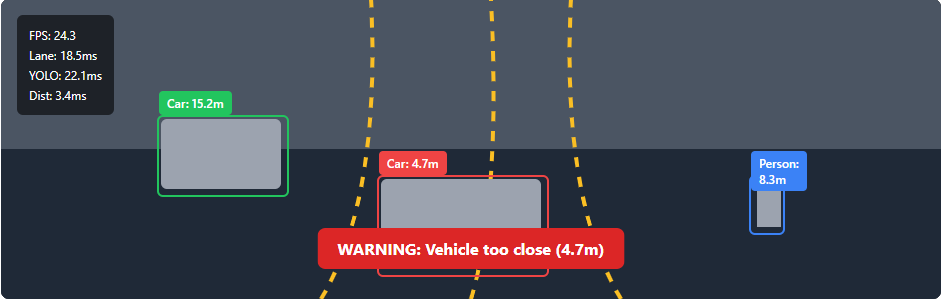 FPS: 24.3
Lane: 18.5ms
YOLO: 22.1ms
Dist: 3.4ms
Car: 15.2m
Car: 4.7m
Person:
8.3m
WARNING: Vehicle too close (4.7m)